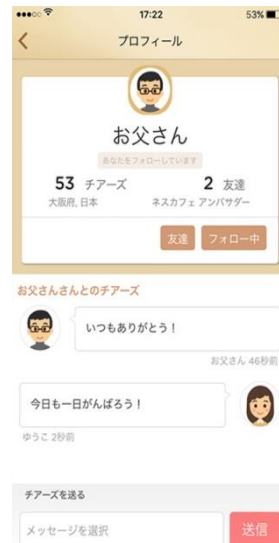 17:22
53%
プロフィール
お父さん
あなたをフォローしています
53 チアーズ
2 友達
大阪府, 日本
ネスカフェ アンバサダー
友達
フォロー中
お父さんさんとのチアーズ
いつもありがとう！
お父さん 46秒前
今日も一日がんばろう！
ゆうこ 2秒前
チアーズを送る
メッセージを選択
送信